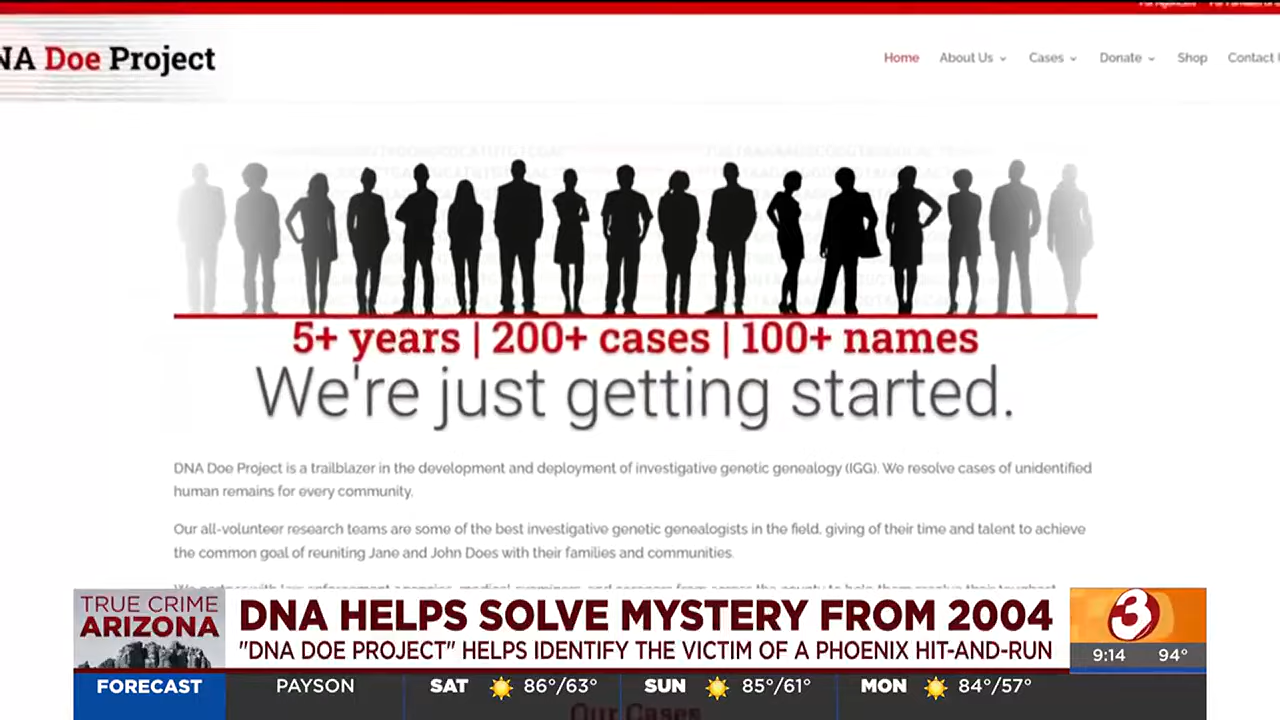 NA Doe Project
Home About Us Cases Donate Shop Contact
5+ years | 200+ cases | 100+ names
We're just getting started.
DNA Doe Project is a trailblazer in the development and deployment of investigative genetic genealogy (IGG). We resolve cases of unidentified
human remains for every community.
Our all-volunteer research teams are some of the best investigative genetic genealogists in the field, giving of their time and talent to achieve
the common goal of reuniting Jane and John Does with their families and communities.
TRUE CRIME
ARIZONA
DNA HELPS SOLVE MYSTERY FROM 2004
"DNA DOE PROJECT" HELPS IDENTIFY THE VICTIM OF A PHOENIX HIT-AND-RUN
3
9:14 94°
FORECAST PAYSON SAT 86°/63° SUN 85°/61° MON 84°/57°
Our Cases